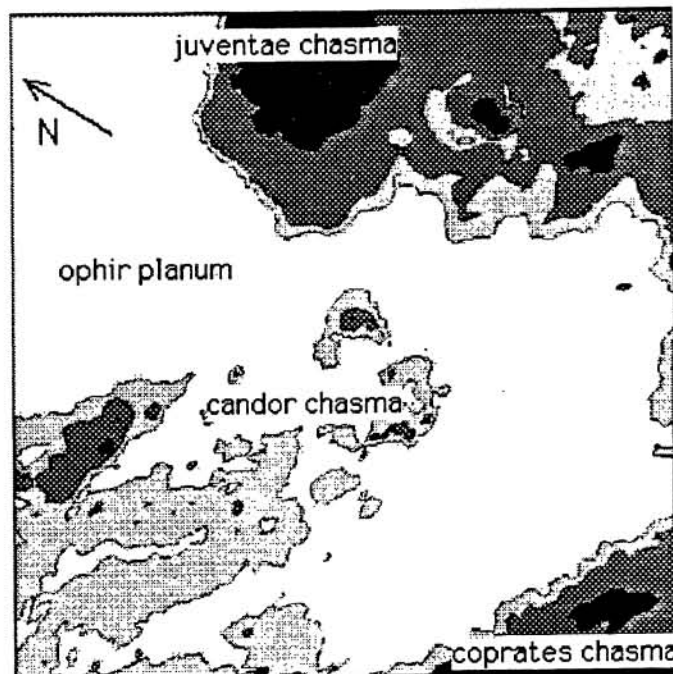 juventae chasma
N
ophir planum
candor chasma
coprates chasma